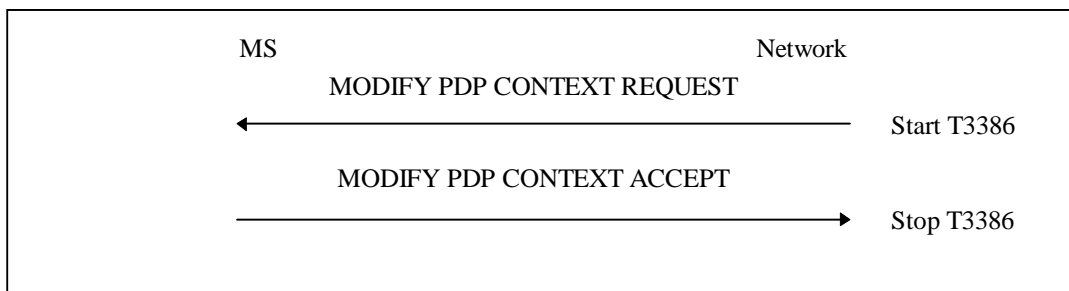 MS Network
MODIFY PDP CONTEXT REQUEST
Start T3386
MODIFY PDP CONTEXT ACCEPT
Stop T3386